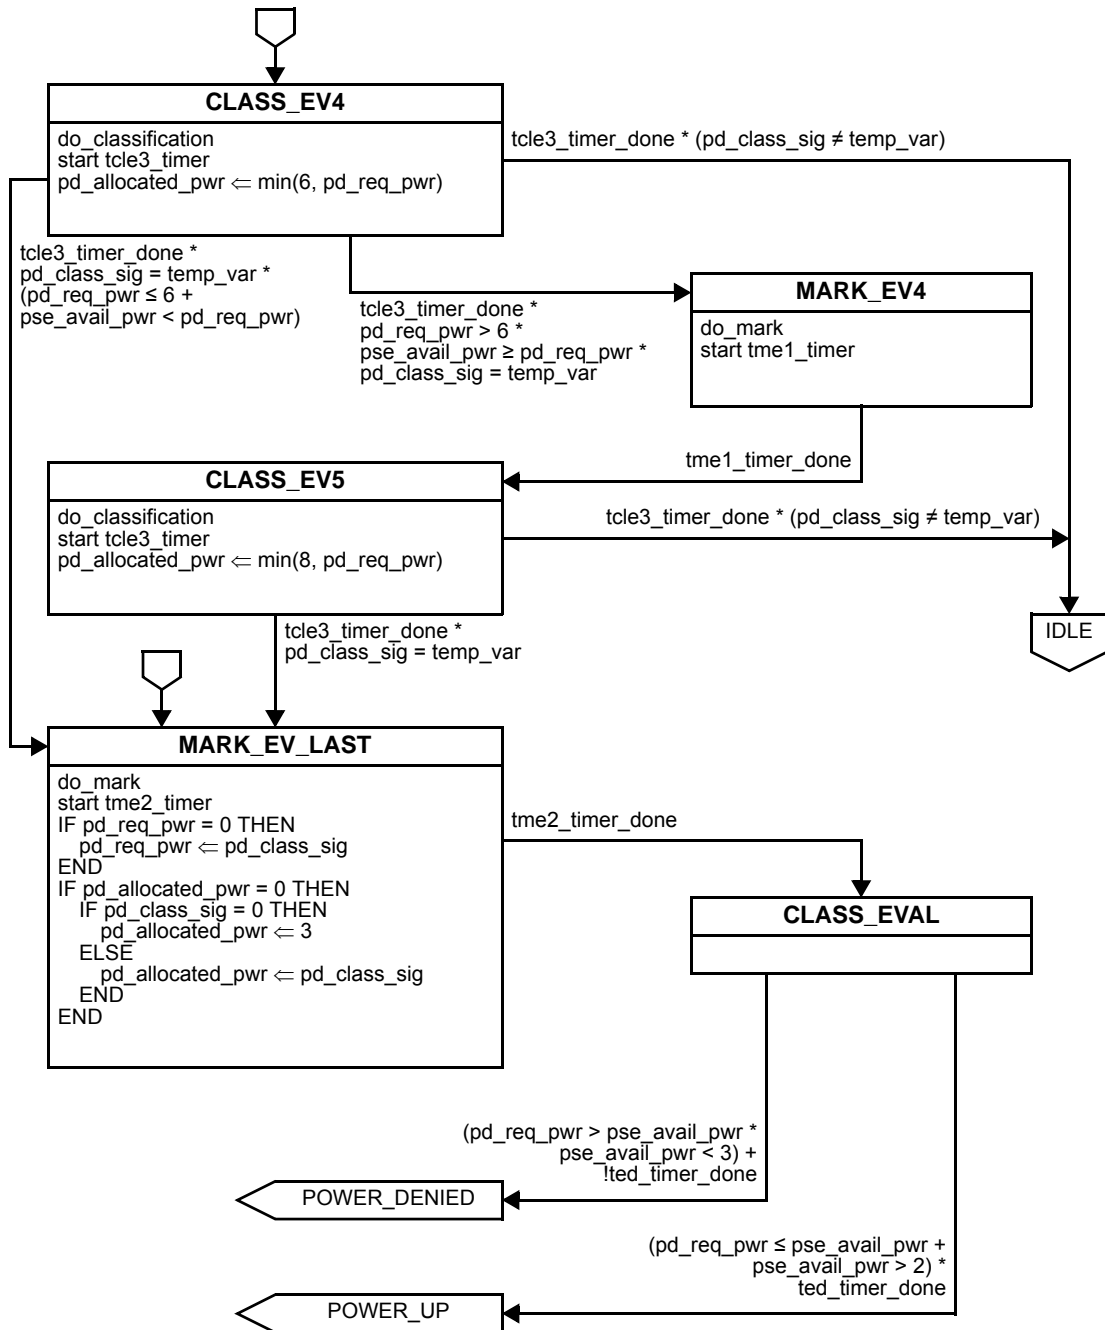 CLASS_EV4
do_classification
start tcle3_timer
pd_allocated_pwr ⇐ min(6, pd_req_pwr)
tcle3_timer_done * (pd_class_sig ≠ temp_var)
tcle3_timer_done *
pd_class_sig = temp_var *
(pd_req_pwr ≤ 6 +
pse_avail_pwr < pd_req_pwr)
tcle3_timer_done *
pd_req_pwr > 6 *
pse_avail_pwr ≥ pd_req_pwr *
pd_class_sig = temp_var
MARK_EV4
do_mark
start tme1_timer
tme1_timer_done
CLASS_EV5
do_classification
start tcle3_timer
pd_allocated_pwr ⇐ min(8, pd_req_pwr)
tcle3_timer_done * (pd_class_sig ≠ temp_var)
IDLE
tcle3_timer_done *
pd_class_sig = temp_var
MARK_EV_LAST
do_mark
start tme2_timer
IF pd_req_pwr = 0 THEN
pd_req_pwr ⇐ pd_class_sig
END
IF pd_allocated_pwr = 0 THEN
IF pd_class_sig = 0 THEN
pd_allocated_pwr ⇐ 3
ELSE
pd_allocated_pwr ⇐ pd_class_sig
END
END
tme2_timer_done
CLASS_EVAL
(pd_req_pwr > pse_avail_pwr *
pse_avail_pwr < 3) +
!ted_timer_done
POWER_DENIED
(pd_req_pwr ≤ pse_avail_pwr +
pse_avail_pwr > 2) *
ted_timer_done
POWER_UP